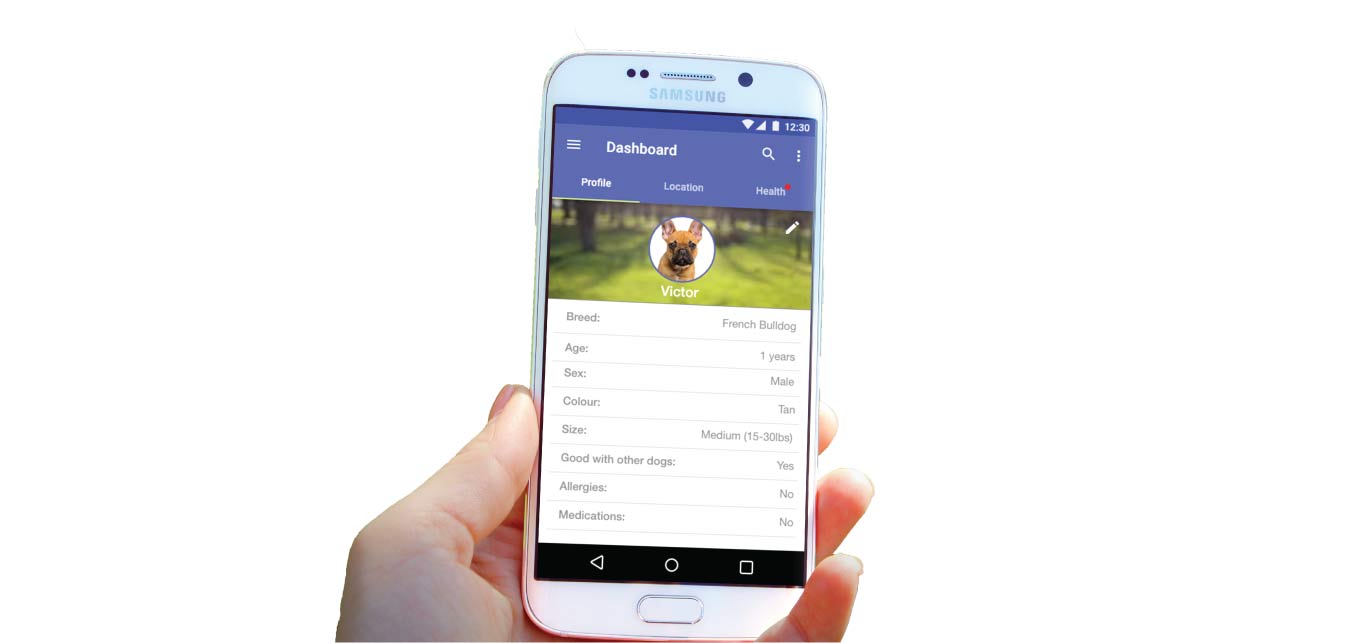 SAMSUNG
12:30
Dashboard
Profile Location Health
Victor
Breed: French Bulldog
Age: 1 years
Sex: Male
Colour: Tan
Size: Medium (15-30lbs)
Good with other dogs: Yes
Allergies: No
Medications: No